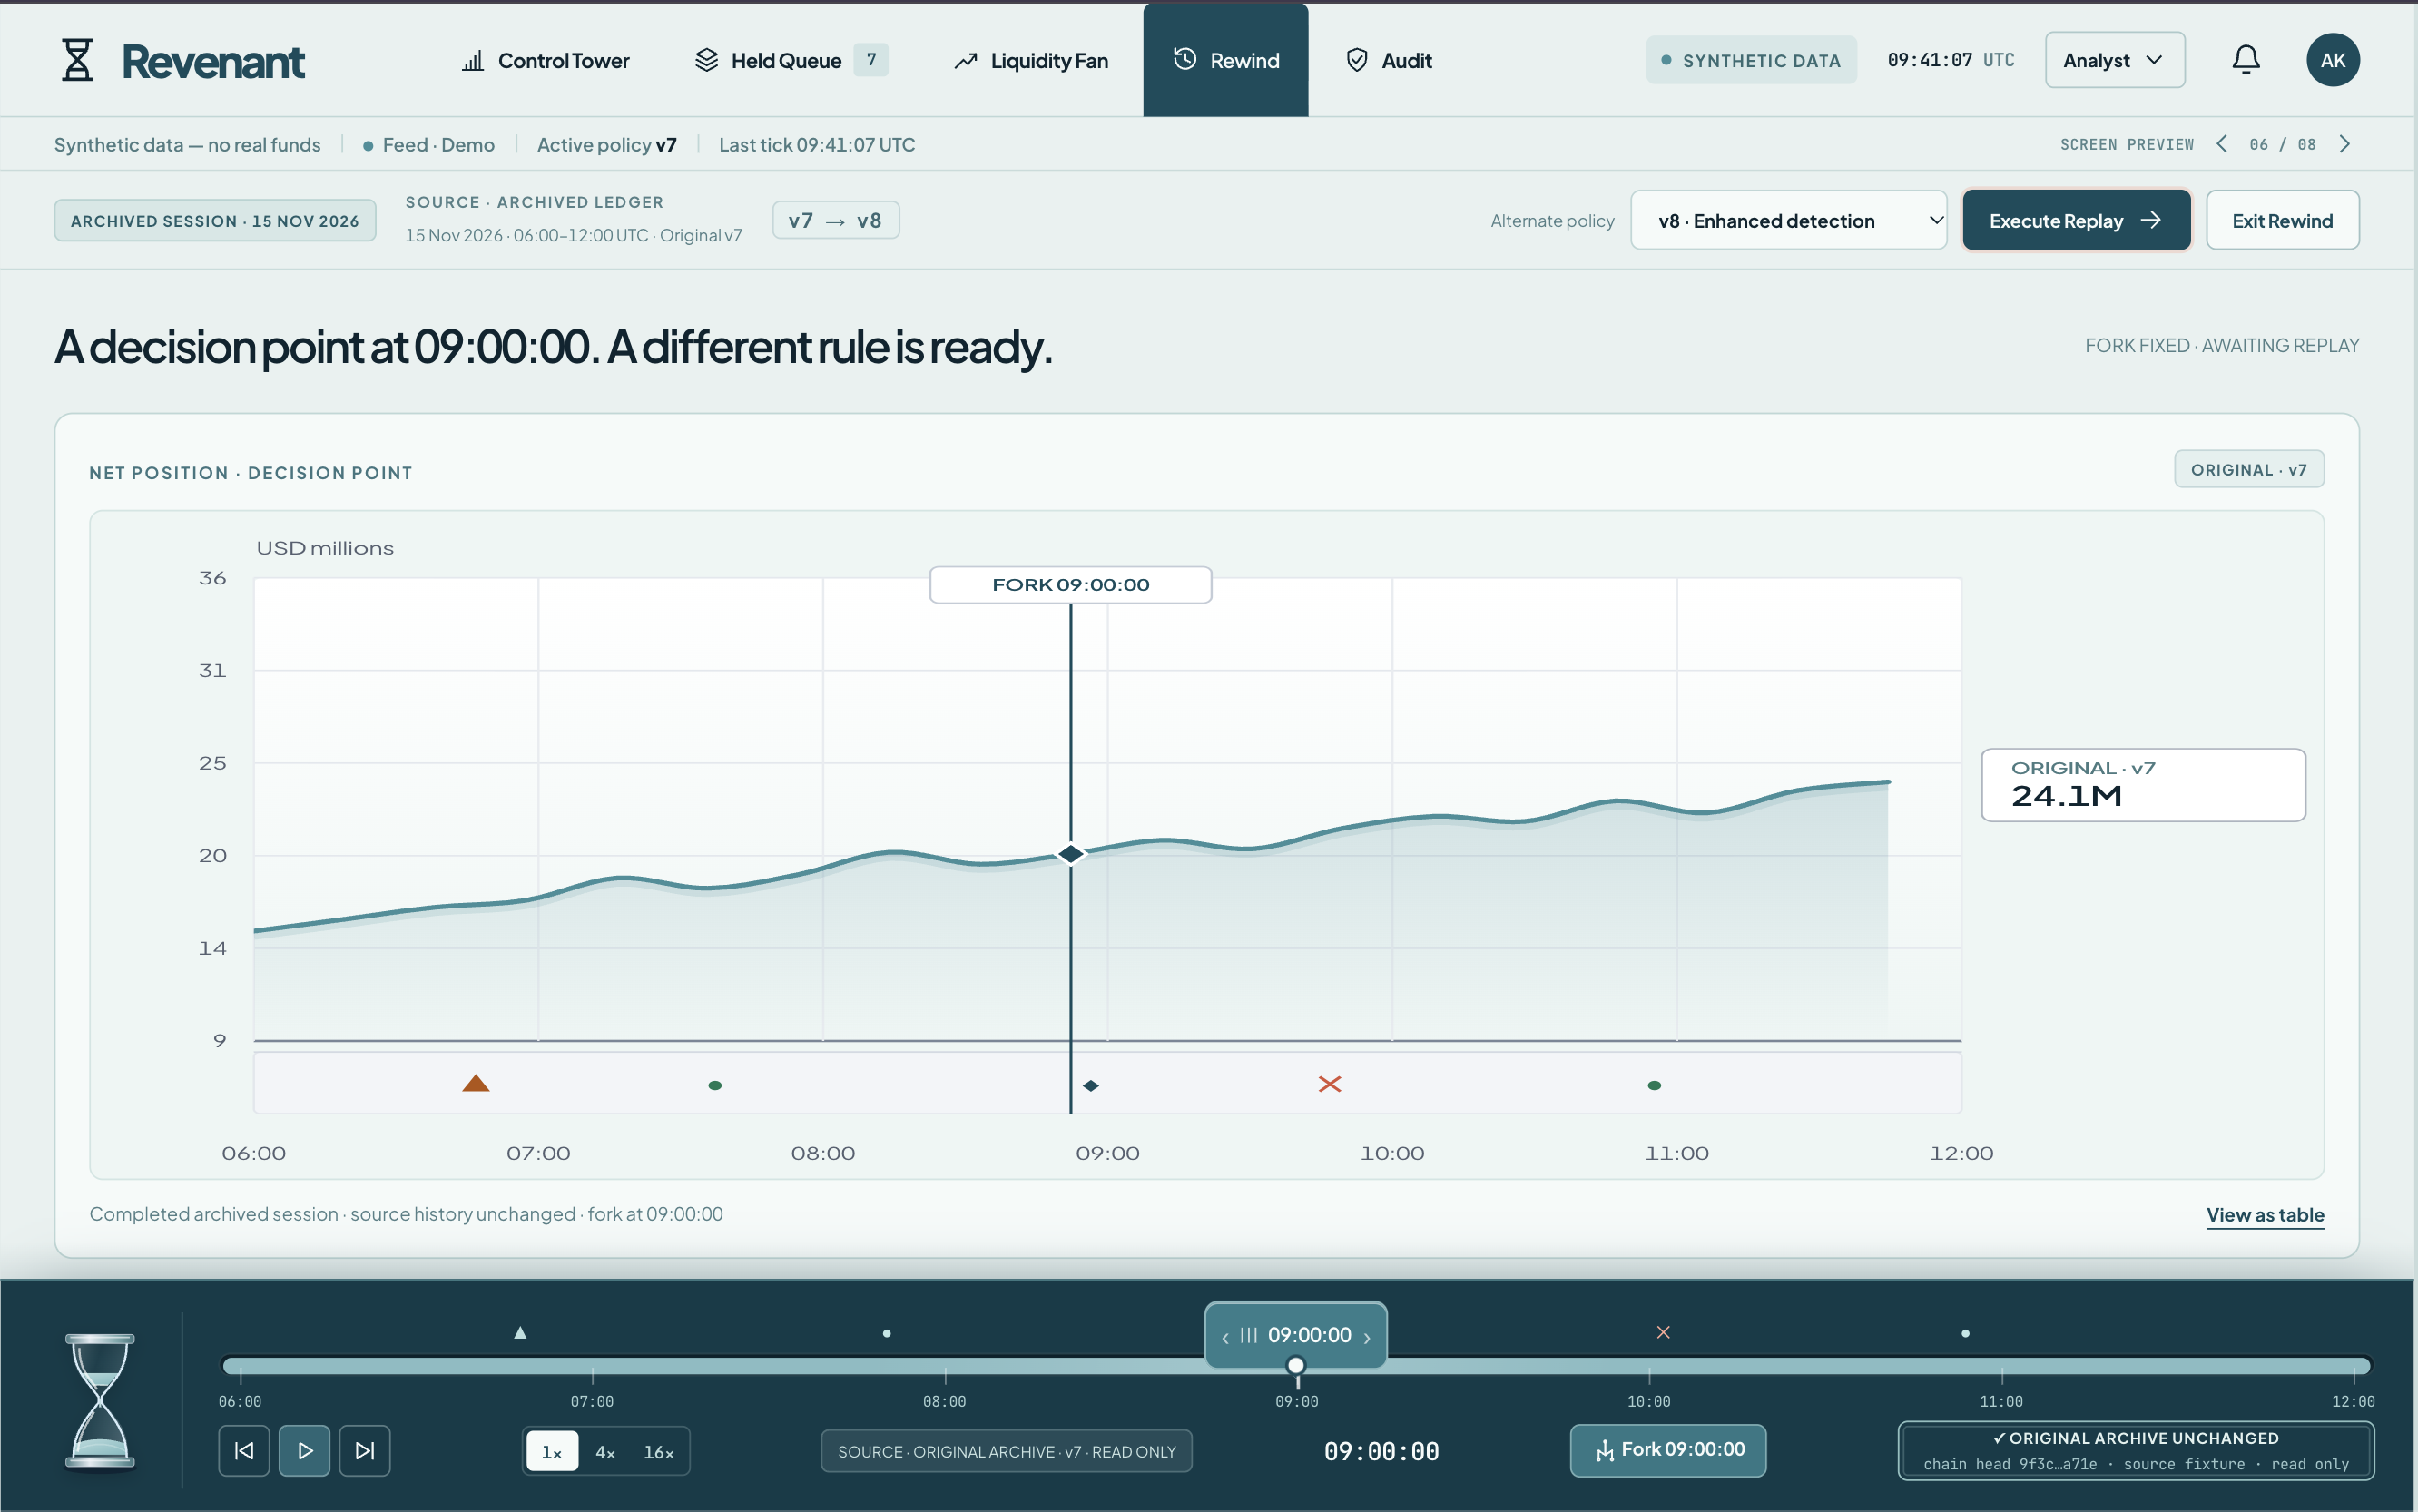 Revenant
Control Tower
Held Queue 7
Liquidity Fan
Rewind
Audit
SYNTHETIC DATA
09:41:07 UTC
Analyst
AK
Synthetic data — no real funds
Feed · Demo
Active policy v7
Last tick 09:41:07 UTC
SCREEN PREVIEW
06 / 08
ARCHIVED SESSION · 15 NOV 2026
SOURCE · ARCHIVED LEDGER
15 Nov 2026 · 06:00–12:00 UTC · Original v7
v7 → v8
Alternate policy
v8 · Enhanced detection
Execute Replay →
Exit Rewind
A decision point at 09:00:00. A different rule is ready.
FORK FIXED · AWAITING REPLAY
NET POSITION · DECISION POINT
ORIGINAL · v7
USD millions
36
FORK 09:00:00
31
25
ORIGINAL · v7
24.1M
20
14
9
06:00 07:00 08:00 09:00 10:00 11:00 12:00
Completed archived session · source history unchanged · fork at 09:00:00
View as table
‹ 09:00:00 ›
06:00 07:00 08:00 09:00 10:00 11:00 12:00
1× 4× 16×
SOURCE · ORIGINAL ARCHIVE · v7 · READ ONLY
09:00:00
Fork 09:00:00
✓ ORIGINAL ARCHIVE UNCHANGED
chain head 9f3c…a71e · source fixture · read only